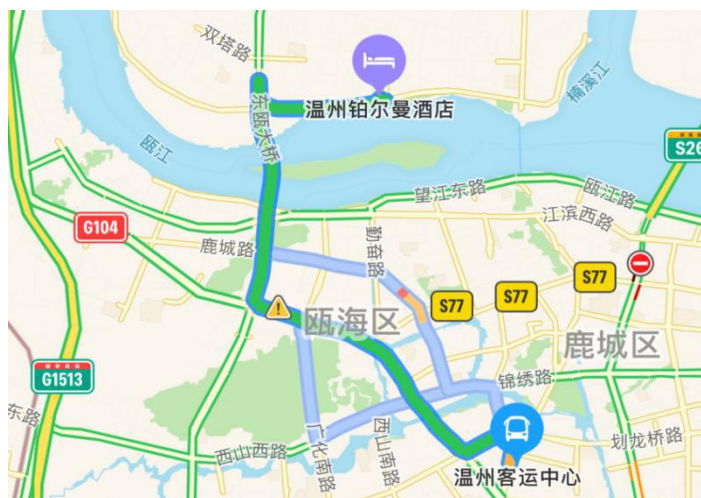 双塔路
温州铂尔曼酒店
楠溪江
东瓯大桥
瓯江
S26
望江东路
瓯江路
江滨西路
G104
鹿城路
勤奋路
S77
S77
S77
瓯海区
鹿城区
G1513
锦绣路
东路
广化南路
西山南路
西山西路
划龙桥路
温州客运中心